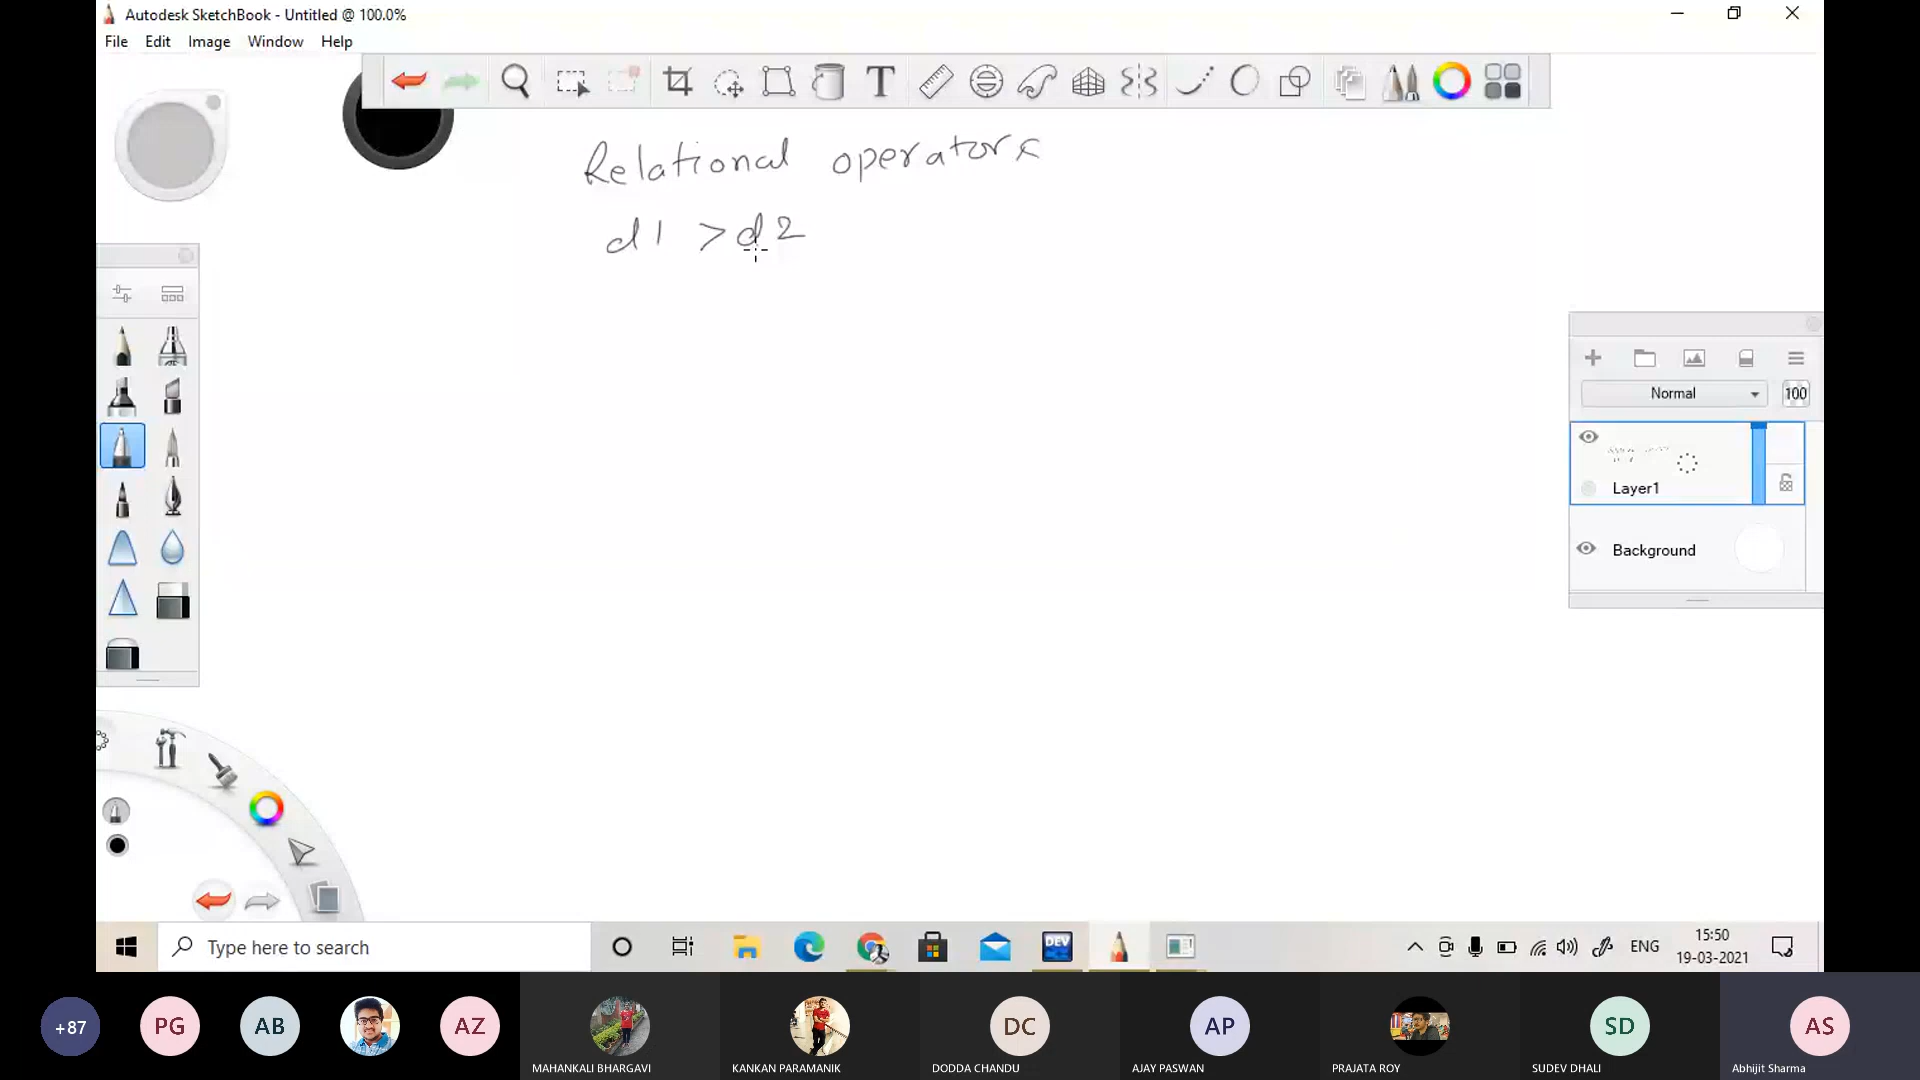 Autodesk SketchBook - Untitled @ 100.0%
File Edit Image Window Help
T
Relational operators
d1 > d2
Normal 100
Layer1
Background
Type here to search
DEV
ENG
15:50
19-03-2021
+87 PG AB AZ DC AP SD AS
MAHANKALI BHARGAVI KANKAN PARAMANIK DODDA CHANDU AJAY PASWAN PRAJATA ROY SUDEV DHALI Abhijit Sharma